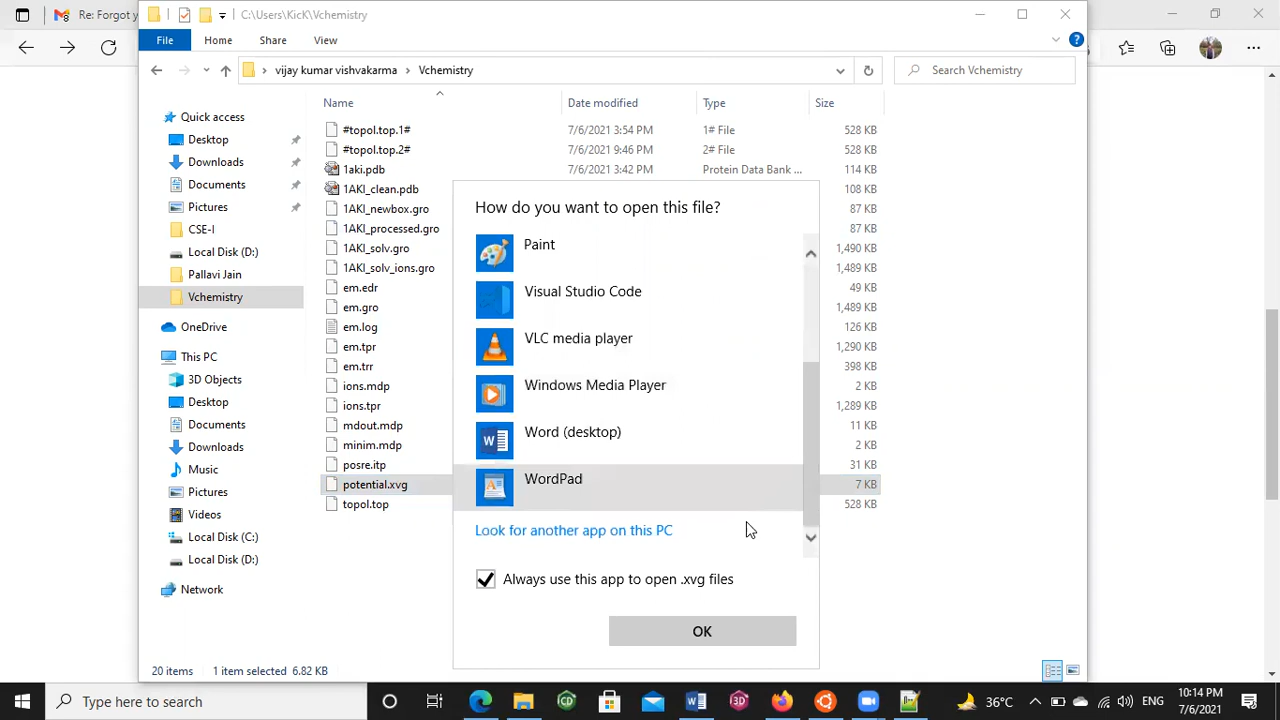 Re: Forgot y
C:\Users\KicK\Vchemistry
File
Home
Share
View
vijay kumar vishvakarma > Vchemistry
Search Vchemistry
Name
Date modified
Type
Size
Quick access
Desktop
Downloads
Documents
Pictures
CSE-I
Local Disk (D:)
Pallavi Jain
Vchemistry
OneDrive
This PC
3D Objects
Desktop
Documents
Downloads
Music
Pictures
Videos
Local Disk (C:)
Local Disk (D:)
Network
#topol.top.1# 7/6/2021 3:54 PM 1# File 528 KB
#topol.top.2# 7/6/2021 9:46 PM 2# File 528 KB
1aki.pdb 7/6/2021 3:42 PM Protein Data Bank ... 114 KB
1AKI_clean.pdb 108 KB
1AKI_newbox.gro 87 KB
1AKI_processed.gro 87 KB
1AKI_solv.gro 1,490 KB
1AKI_solv_ions.gro 1,489 KB
em.edr 49 KB
em.gro 1,489 KB
em.log 126 KB
em.tpr 1,290 KB
em.trr 398 KB
ions.mdp 2 KB
ions.tpr 1,289 KB
mdout.mdp 11 KB
minim.mdp 2 KB
posre.itp 31 KB
potential.xvg 7 KB
topol.top 528 KB
How do you want to open this file?
Paint
Visual Studio Code
VLC media player
Windows Media Player
Word (desktop)
WordPad
Look for another app on this PC
Always use this app to open .xvg files
OK
20 items 1 item selected 6.82 KB
Type here to search
36°C
ENG
10:14 PM
7/6/2021